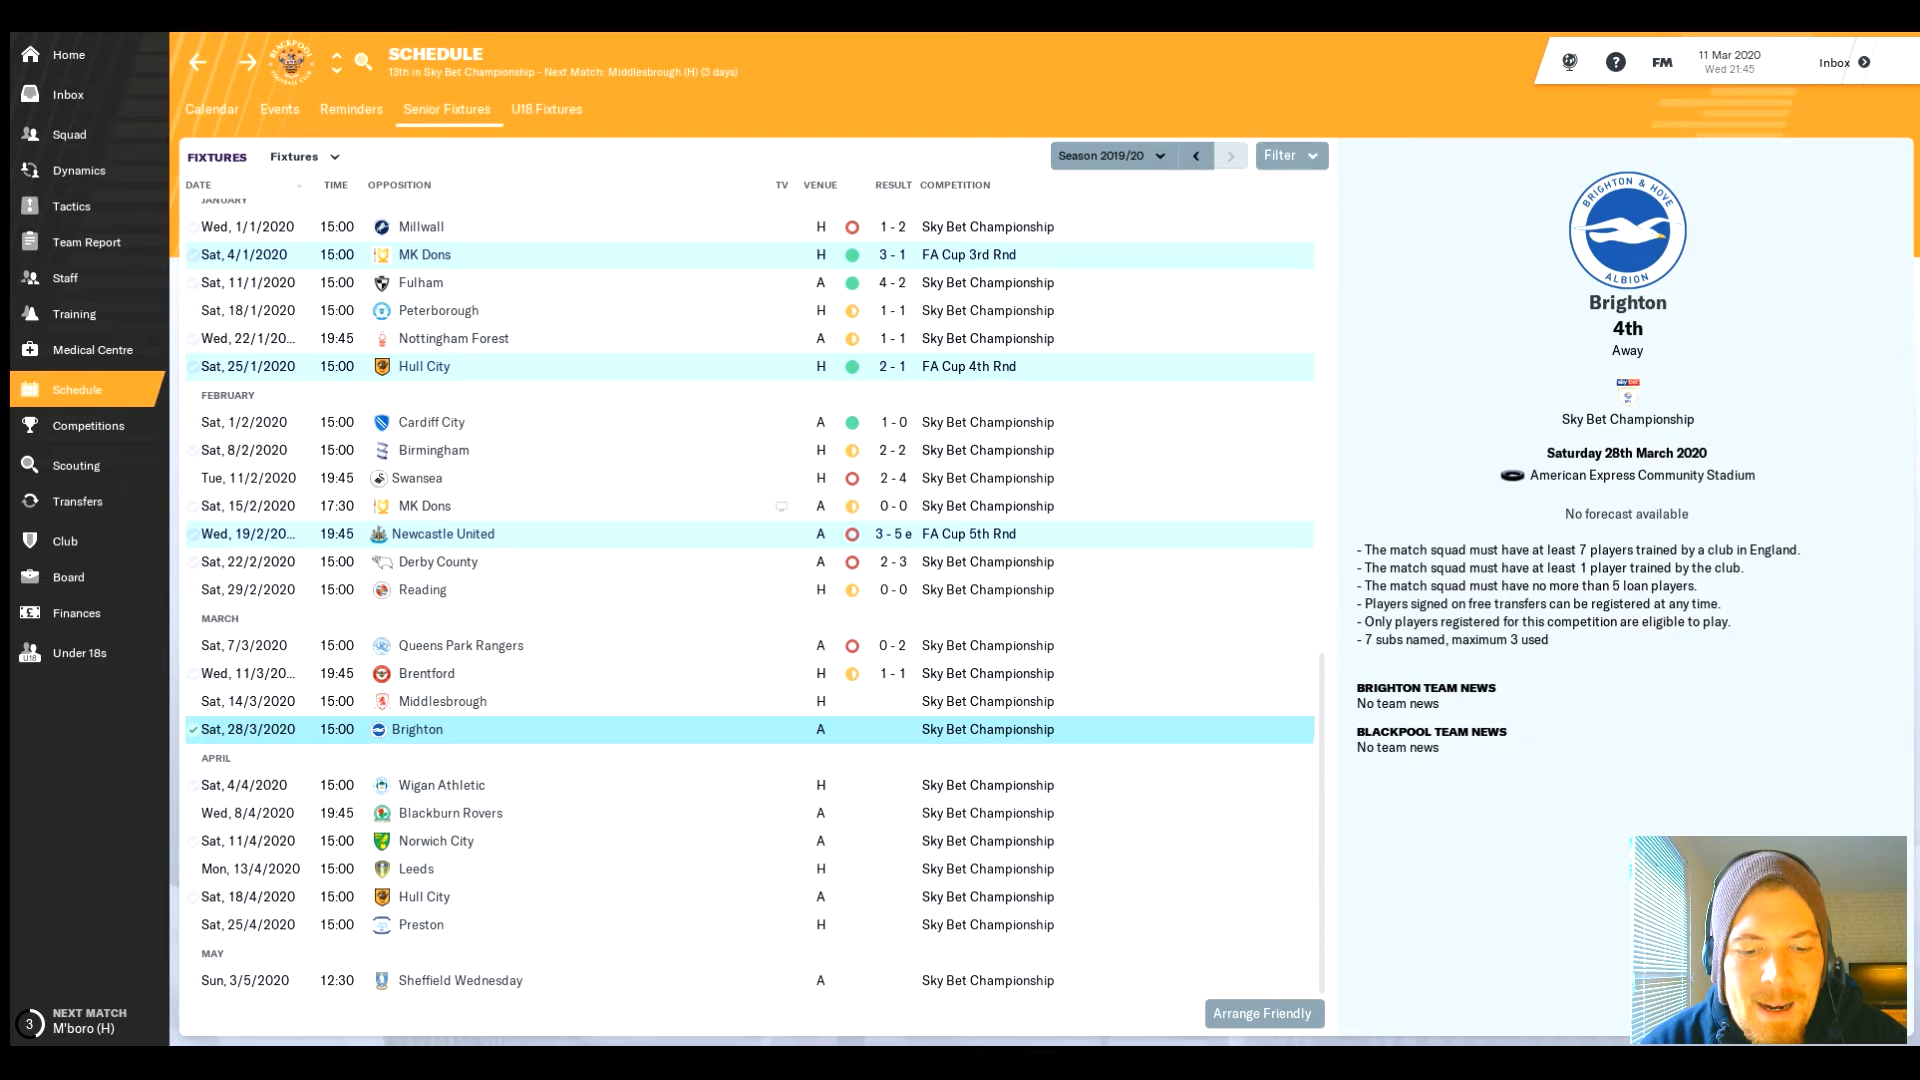 Home
Inbox
Squad
Dynamics
Tactics
Team Report
Staff
Training
Medical Centre
Schedule
Competitions
Scouting
Transfers
Club
Board
Finances
U18
Under 18s
3
NEXT MATCH
M'boro (H)
BLACKPOOL
FOOTBALL CLUB
SCHEDULE
13th in Sky Bet Championship - Next Match: Middlesbrough (H) (3 days)
?
FM
11 Mar 2020
Wed 21:45
Inbox
Calendar Events Reminders Senior Fixtures U18 Fixtures
FIXTURES Fixtures Season 2019/20 Filter
DATE TIME OPPOSITION TV VENUE RESULT COMPETITION
JANUARY
Wed, 1/1/2020 15:00 Millwall H 1 - 2 Sky Bet Championship
Sat, 4/1/2020 15:00 MK Dons H 3 - 1 FA Cup 3rd Rnd
Sat, 11/1/2020 15:00 Fulham A 4 - 2 Sky Bet Championship
Sat, 18/1/2020 15:00 Peterborough H 1 - 1 Sky Bet Championship
Wed, 22/1/20... 19:45 Nottingham Forest A 1 - 1 Sky Bet Championship
Sat, 25/1/2020 15:00 Hull City H 2 - 1 FA Cup 4th Rnd
FEBRUARY
Sat, 1/2/2020 15:00 Cardiff City A 1 - 0 Sky Bet Championship
Sat, 8/2/2020 15:00 Birmingham H 2 - 2 Sky Bet Championship
Tue, 11/2/2020 19:45 Swansea H 2 - 4 Sky Bet Championship
Sat, 15/2/2020 17:30 MK Dons A 0 - 0 Sky Bet Championship
Wed, 19/2/20... 19:45 Newcastle United A 3 - 5 e FA Cup 5th Rnd
Sat, 22/2/2020 15:00 Derby County A 2 - 3 Sky Bet Championship
Sat, 29/2/2020 15:00 Reading H 0 - 0 Sky Bet Championship
MARCH
Sat, 7/3/2020 15:00 Queens Park Rangers A 0 - 2 Sky Bet Championship
Wed, 11/3/20... 19:45 Brentford H 1 - 1 Sky Bet Championship
Sat, 14/3/2020 15:00 Middlesbrough H Sky Bet Championship
Sat, 28/3/2020 15:00 Brighton A Sky Bet Championship
APRIL
Sat, 4/4/2020 15:00 Wigan Athletic H Sky Bet Championship
Wed, 8/4/2020 19:45 Blackburn Rovers A Sky Bet Championship
Sat, 11/4/2020 15:00 Norwich City A Sky Bet Championship
Mon, 13/4/2020 15:00 Leeds H Sky Bet Championship
Sat, 18/4/2020 15:00 Hull City A Sky Bet Championship
Sat, 25/4/2020 15:00 Preston H Sky Bet Championship
MAY
Sun, 3/5/2020 12:30 Sheffield Wednesday A Sky Bet Championship
Arrange Friendly
BRIGHTON & HOVE
ALBION
Brighton
4th
Away
sky bet
EFL
Sky Bet Championship
Saturday 28th March 2020
American Express Community Stadium
No forecast available
- The match squad must have at least 7 players trained by a club in England.
- The match squad must have at least 1 player trained by the club.
- The match squad must have no more than 5 loan players.
- Players signed on free transfers can be registered at any time.
- Only players registered for this competition are eligible to play.
- 7 subs named, maximum 3 used
BRIGHTON TEAM NEWS
No team news
BLACKPOOL TEAM NEWS
No team news